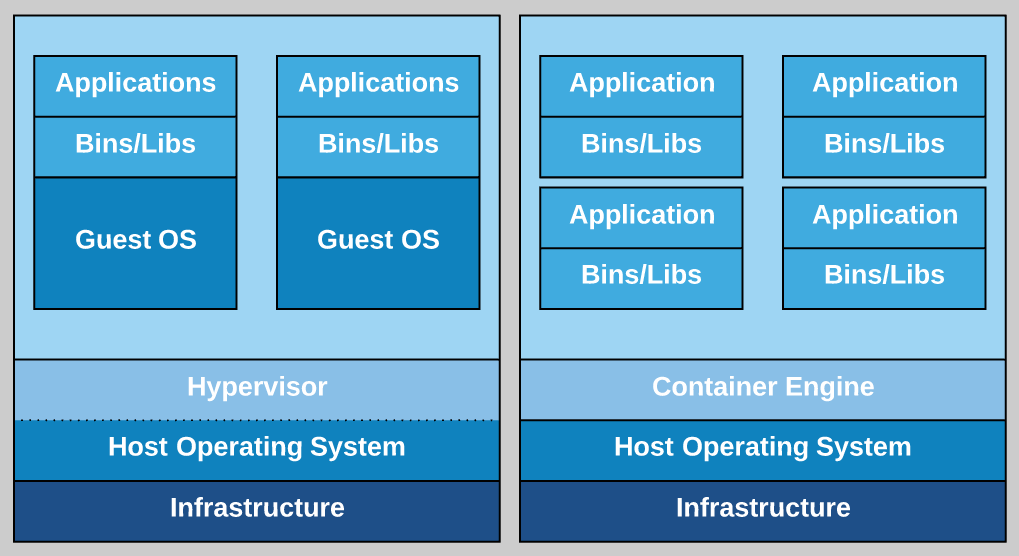 Applications
Bins/Libs
Guest OS
Applications
Bins/Libs
Guest OS
Hypervisor
Host Operating System
Infrastructure
Application
Bins/Libs
Application
Bins/Libs
Application
Bins/Libs
Application
Bins/Libs
Container Engine
Host Operating System
Infrastructure